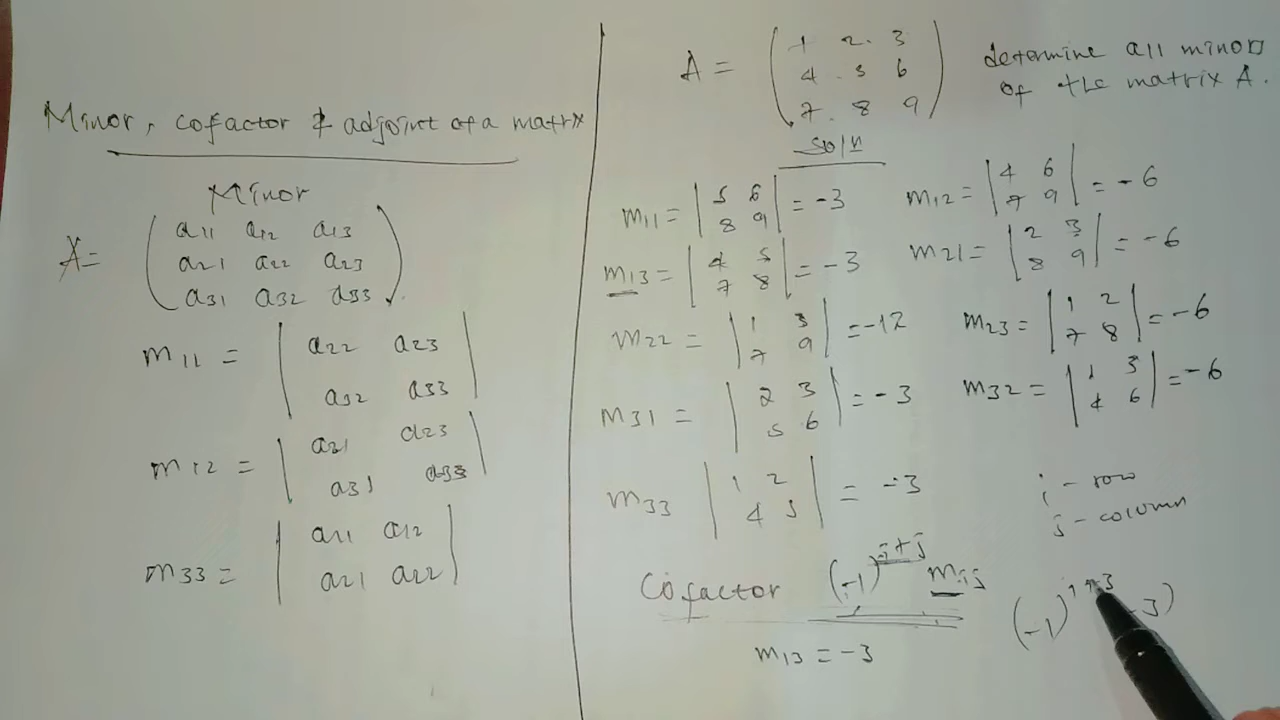 Minor, cofactor & adjoint of a matrix
Minor
A = ( a11 a12 a13
a21 a22 a23
a31 a32 a33 )
m11 = | a22 a23
a32 a33 |
m12 = | a21 a23
a31 a33 |
m33 = | a11 a12
a21 a22 |
A = ( 1 2 3
4 5 6
7 8 9 )
determine all minors
of the matrix A.
soln
m11 = | 5 6
8 9 | = -3
m12 = | 4 6
7 9 | = -6
m13 = | 4 5
7 8 | = -3
m21 = | 2 3
8 9 | = -6
m22 = | 1 3
7 9 | = -12
m23 = | 1 2
7 8 | = -6
m31 = | 2 3
5 6 | = -3
m32 = | 1 3
4 6 | = -6
m33 | 1 2
4 5 | = -3
i - row
j - column
Cofactor (-1)^i+j mij
m13 = -3
(-1)^1+3 3)